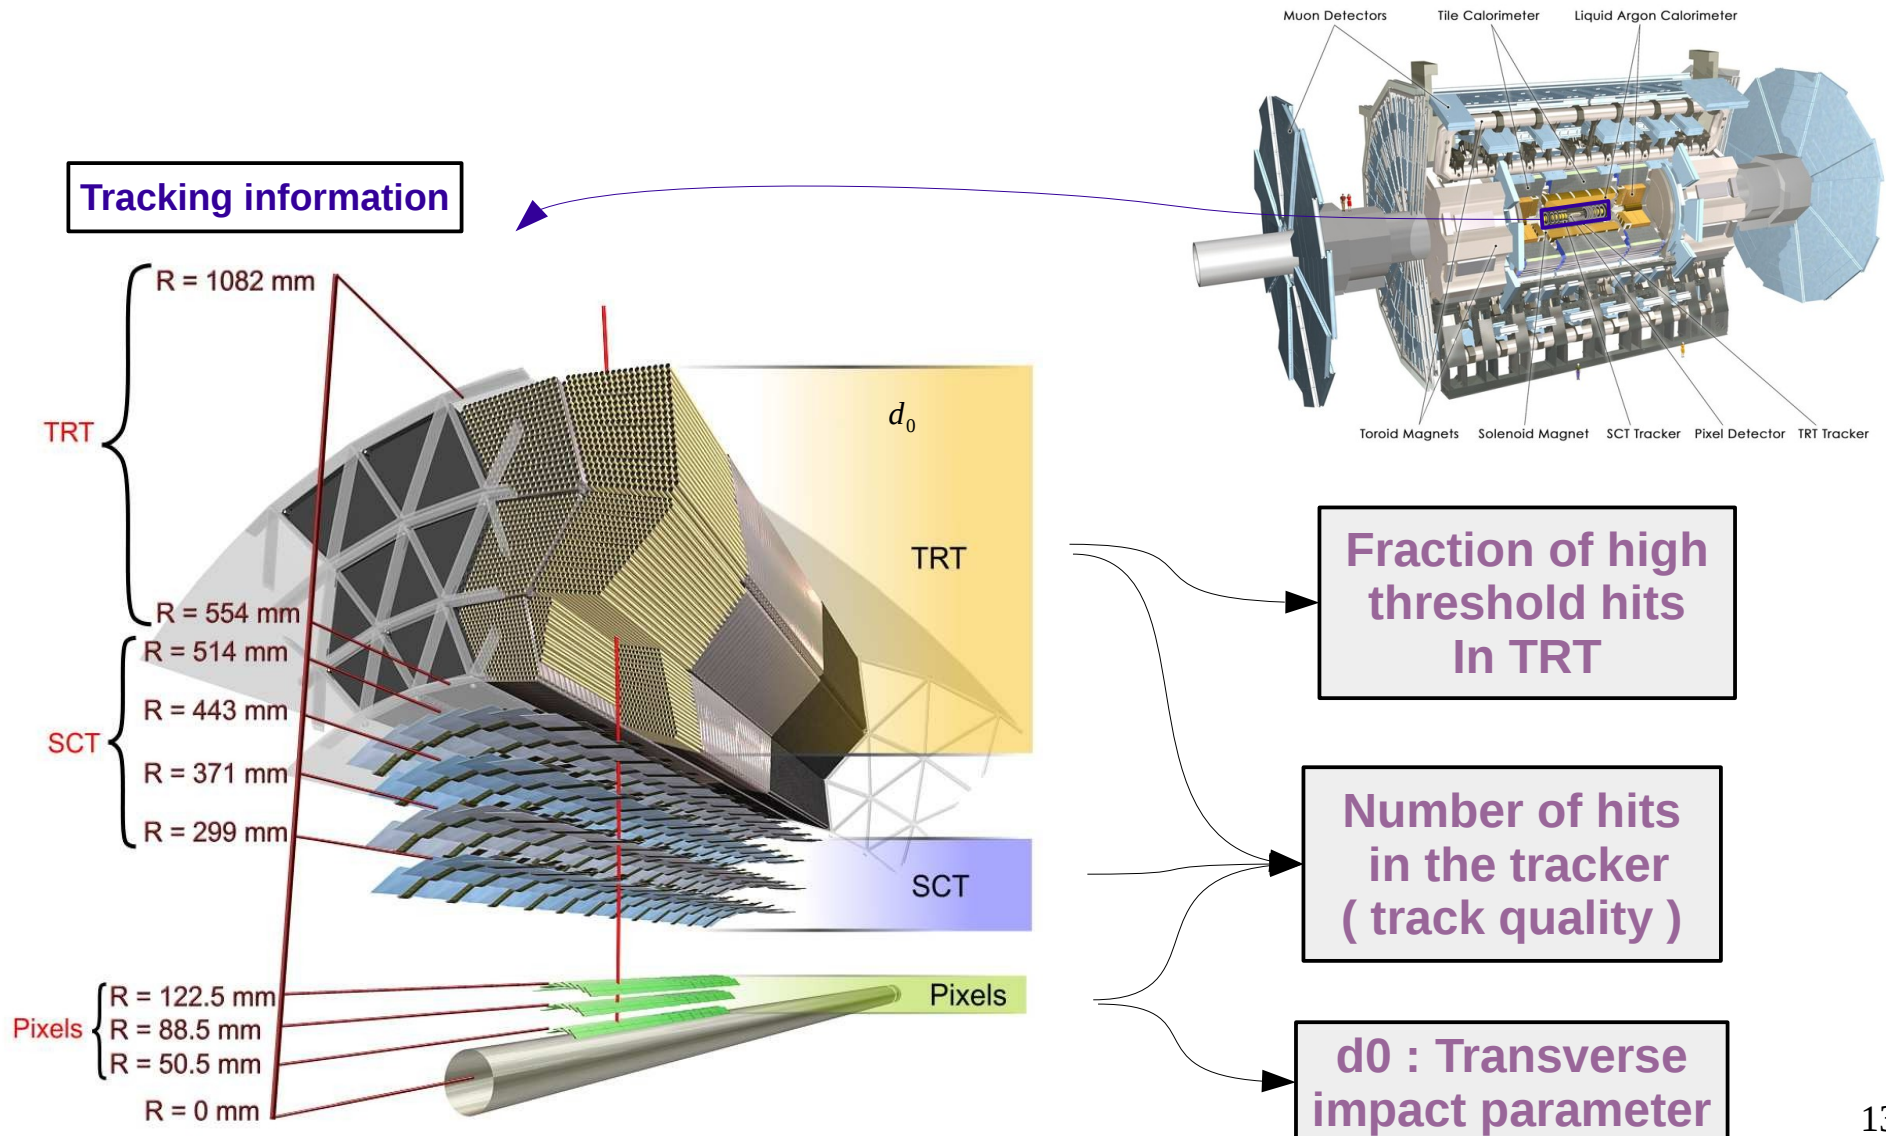 Muon Detectors
Tile Calorimeter
Liquid Argon Calorimeter
Tracking information
R = 1082 mm
TRT
R = 554 mm
R = 514 mm
R = 443 mm
SCT
R = 371 mm
R = 299 mm
Pixels
R = 122.5 mm
R = 88.5 mm
R = 50.5 mm
R = 0 mm
d0
TRT
SCT
Pixels
Toroid Magnets
Solenoid Magnet
SCT Tracker
Pixel Detector
TRT Tracker
Fraction of high
threshold hits
In TRT
Number of hits
in the tracker
( track quality )
d0 : Transverse
impact parameter